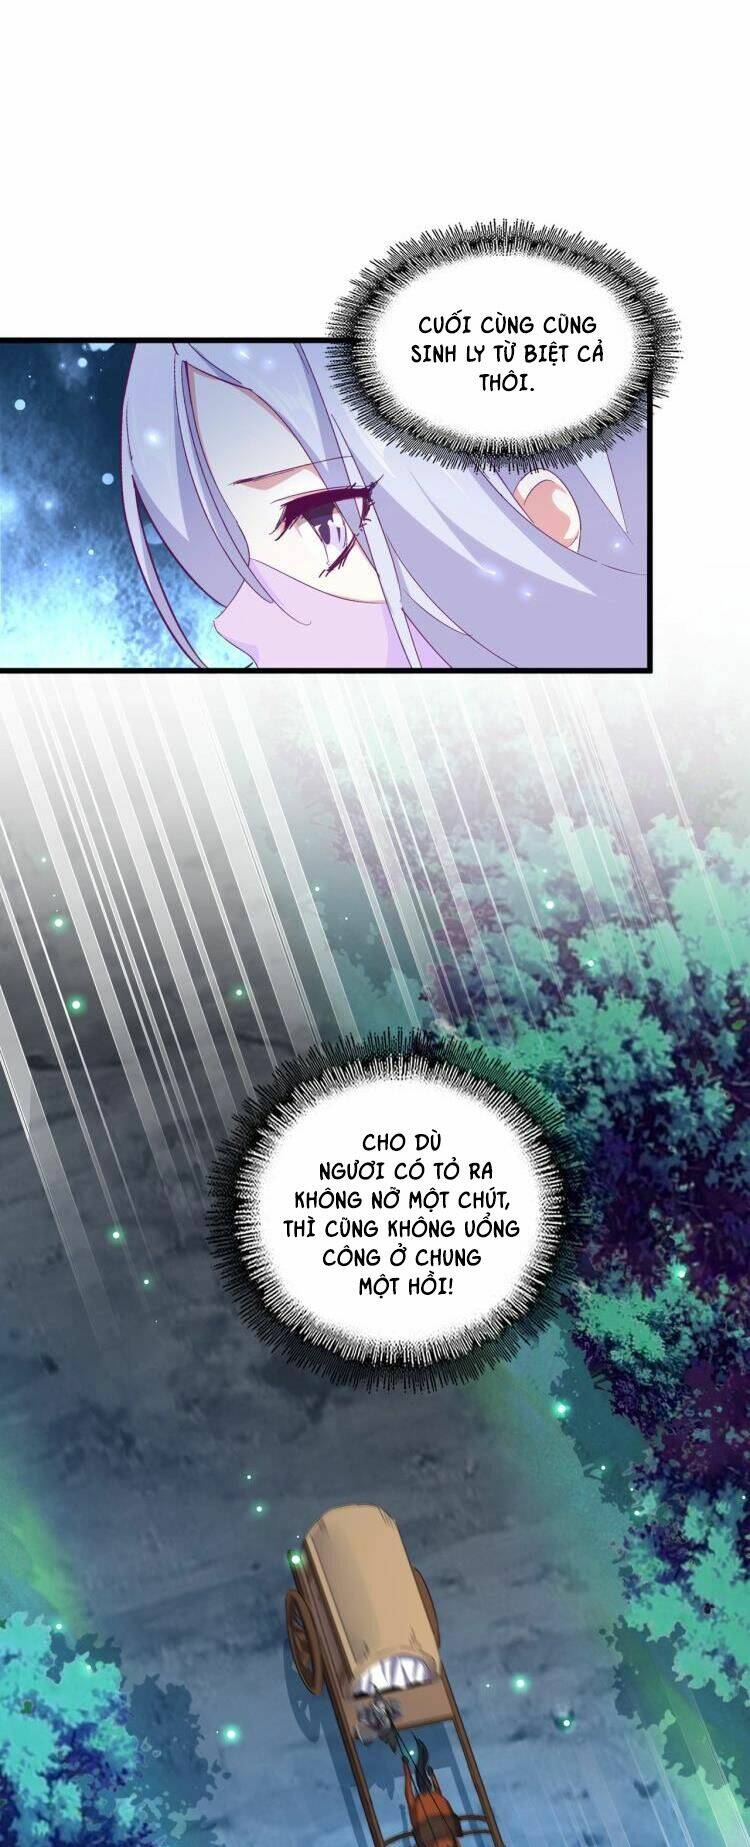 CUỐI CÙNG CŨNG
SINH LY TỪ BIỆT CẢ
THÔI.
CHO DÙ
NGƯƠI CÓ TỎ RA
KHÔNG NỠ MỘT CHÚT,
THÌ CŨNG KHÔNG UỔNG
CÔNG Ở CHUNG
MỘT HỒI!